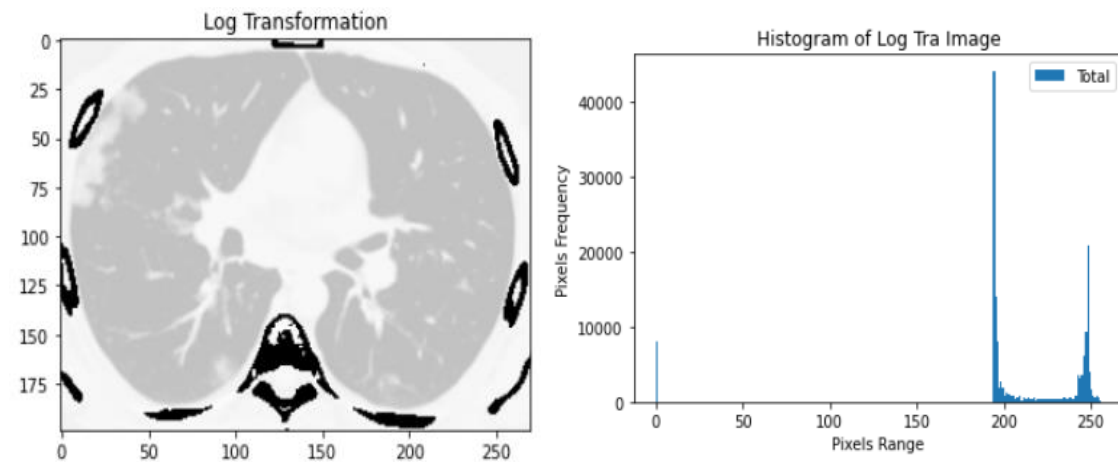 Log Transformation
0
25
50
75
100
125
150
175
0 50 100 150 200 250
Histogram of Log Tra Image
Total
Pixels Frequency
40000
30000
20000
10000
0
0 50 100 150 200 250
Pixels Range